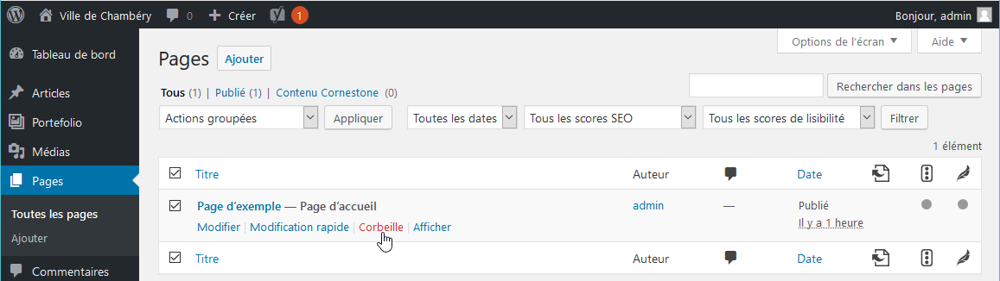 Ville de Chambéry 0 + Créer 1 Bonjour, admin
Options de l'écran Aide
Tableau de bord
Articles
Portefolio
Médias
Pages
Toutes les pages
Ajouter
Commentaires
Pages Ajouter
Tous (1) | Publié (1) | Contenu Cornestone (0)
Rechercher dans les pages
Actions groupées Appliquer Toutes les dates Tous les scores SEO Tous les scores de lisibilité Filtrer
1 élément
Titre Auteur Date
Page d’exemple — Page d’accueil admin — Publié
Il y a 1 heure
Modifier | Modification rapide | Corbeille | Afficher
Titre Auteur Date